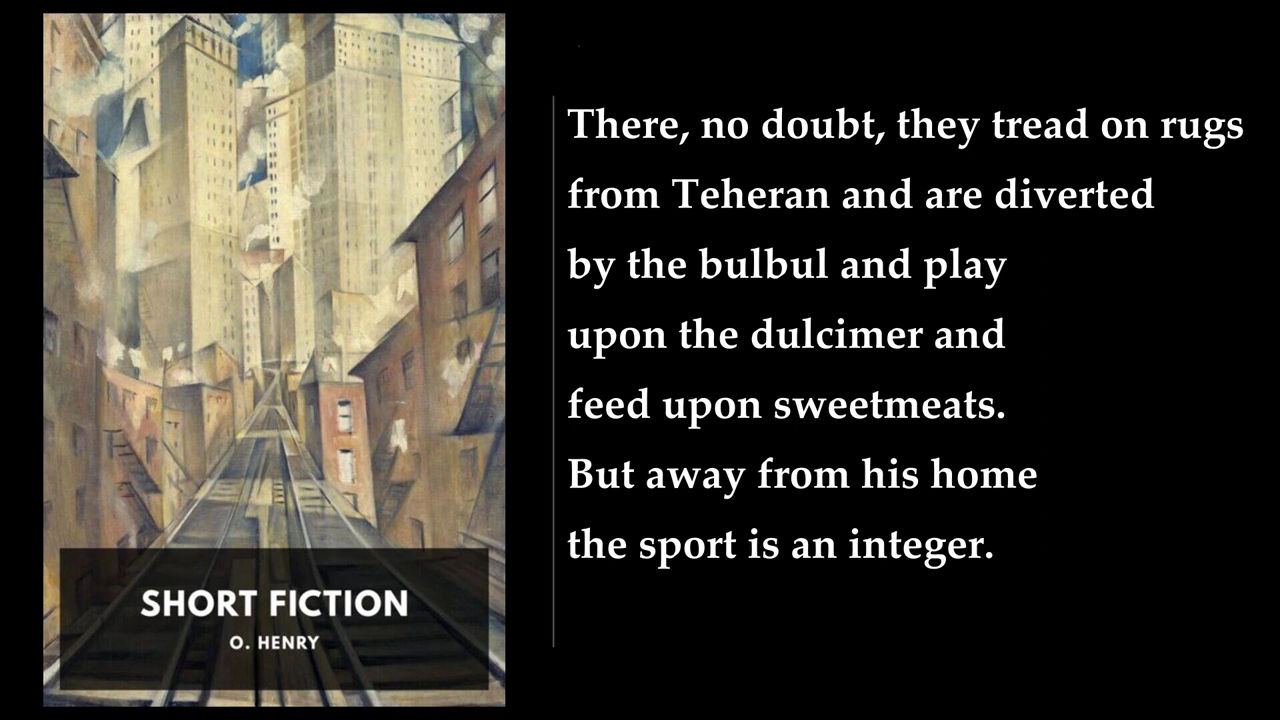 SHORT FICTION
O. HENRY
There, no doubt, they tread on rugs
from Teheran and are diverted
by the bulbul and play
upon the dulcimer and
feed upon sweetmeats.
But away from his home
the sport is an integer.